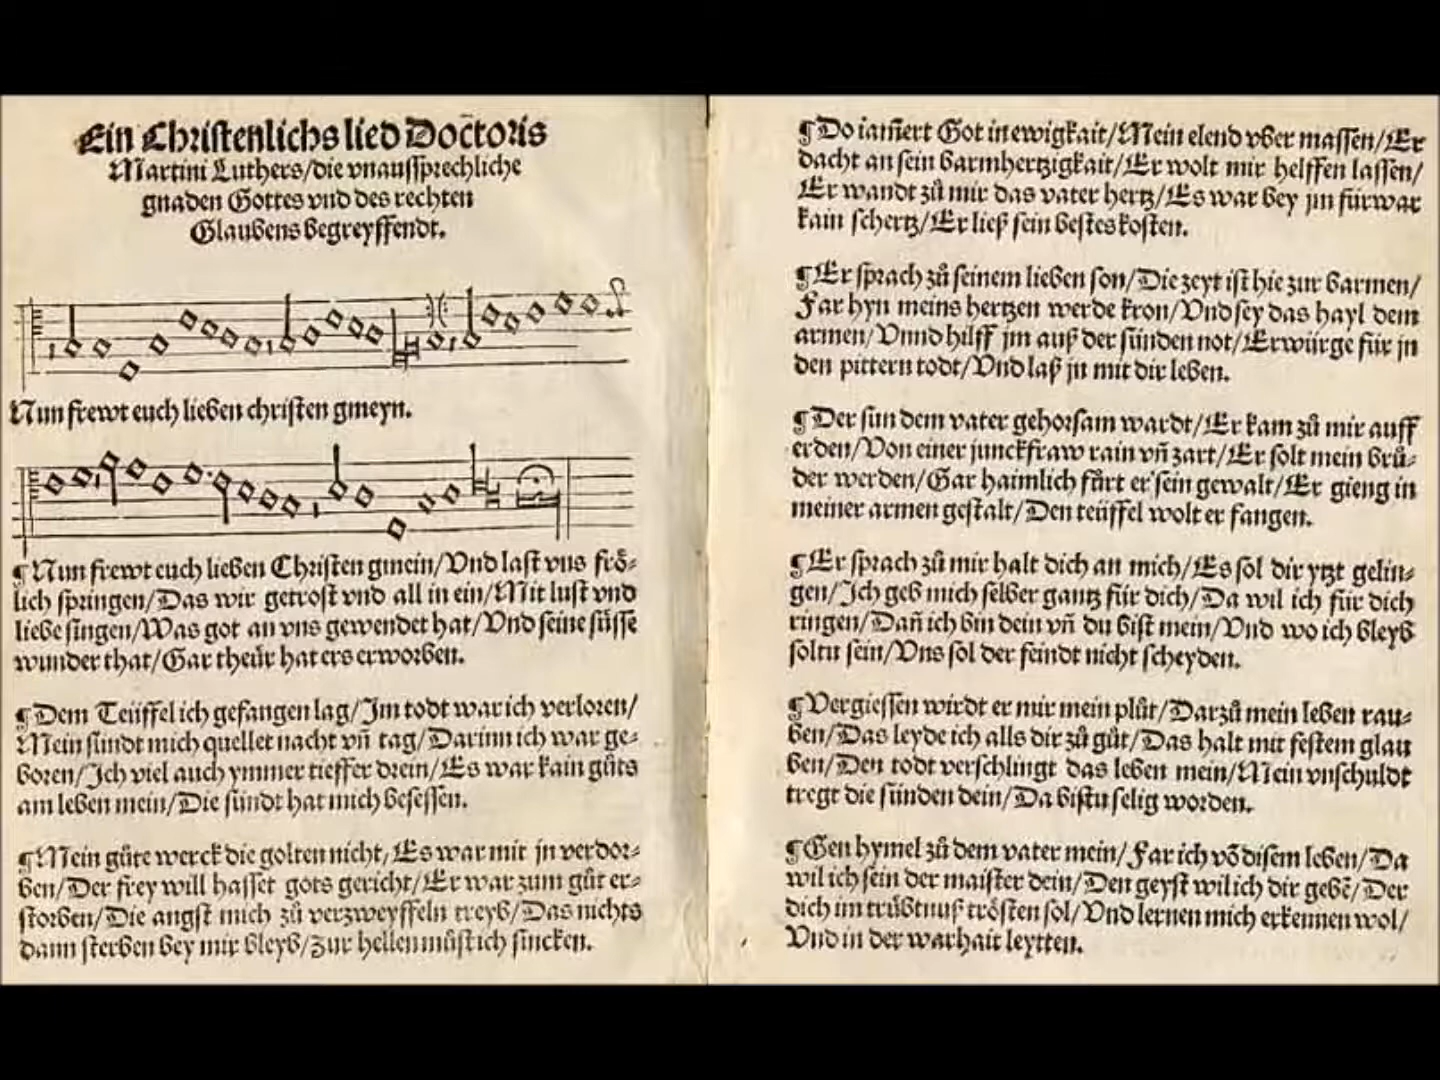 Ein Christenlichs lied Doctoris
Martini Luthers/die vnaussprechliche
gnaden Gottes vnd des rechten
Glaubens begreyffendt.
Nun frewt euch lieben christen gmeyn.
¶Nun frewt euch lieben Christen gmein/Vnd last vns frö⸗
lich springen/Das wir getrost vnd all in ein/Mit lust vnd
liebe singen/Was got an vns gewendet hat/Vnd seine süsse
wunder that/Gar theür hat ers erworben.
¶Dem Teüffel ich gefangen lag/Im todt war ich verloren/
Mein sündt mich quellet nacht vñ tag/Darinn ich war ge⸗
boren/Ich viel auch ymmer tieffer drein/Es war kain güts
am leben mein/Die sündt hat mich besessen.
¶Mein güte werck die golten nicht/Es war mit jn verdor⸗
ben/Der frey will hasset gots gericht/Er war zum güt er⸗
storben/Die angst mich zů verzweyffeln treyb/Das nichts
dann sterben bey mir bleyb/Zur hellen můst ich sincken.
¶Do iam̃ert Got in ewigkait/Mein elend vber massen/Er
dacht an sein barmhertzigkait/Er wolt mir helffen lassen/
Er wandt zů mir das vater hertz/Es war bey jm fürwar
kain schertz/Er ließ sein bestes kosten.
¶Er sprach zů seinem lieben son/Die zeyt ist hie zur barmen/
Far hyn meins hertzen werde kron/Vnd sey das hayl dem
armen/Vnnd hilff jm auß der sünden not/Erwürge für jn
den pittern todt/Vnd laß jn mit dir leben.
¶Der sun dem vater gehorsam wardt/Er kam zů mir auff
erden/Von einer junckfraw rain vñ zart/Er solt mein brů⸗
der werden/Gar haimlich fůrt er sein gewalt/Er gieng in
meiner armen gestalt/Den teüffel wolt er fangen.
¶Er sprach zů mir halt dich an mich/Es sol dir ytzt gelin⸗
gen/Ich geb mich selber gantz für dich/Da wil ich für dich
ringen/Dañ ich bin dein vñ du bist mein/Vnd wo ich bleyb
soltu sein/Vns sol der feindt nicht scheyden.
¶Vergiessen wirdt er mir mein plůt/Darzů mein leben rau⸗
ben/Das leyde ich alls dir zů gůt/Das halt mit festem glau
ben/Den todt verschlingt das leben mein/Mein vnschuldt
tregt die sünden dein/Da bistu selig worden.
¶Gen hymel zů dem vater mein/Far ich võ disem leben/Da
wil ich sein der maister dein/Den geyst wil ich dir gebẽ/Der
dich im trůbtnuß trösten sol/Vnd lernen mich erkennen wol/
Vnd in der warhait leytten.